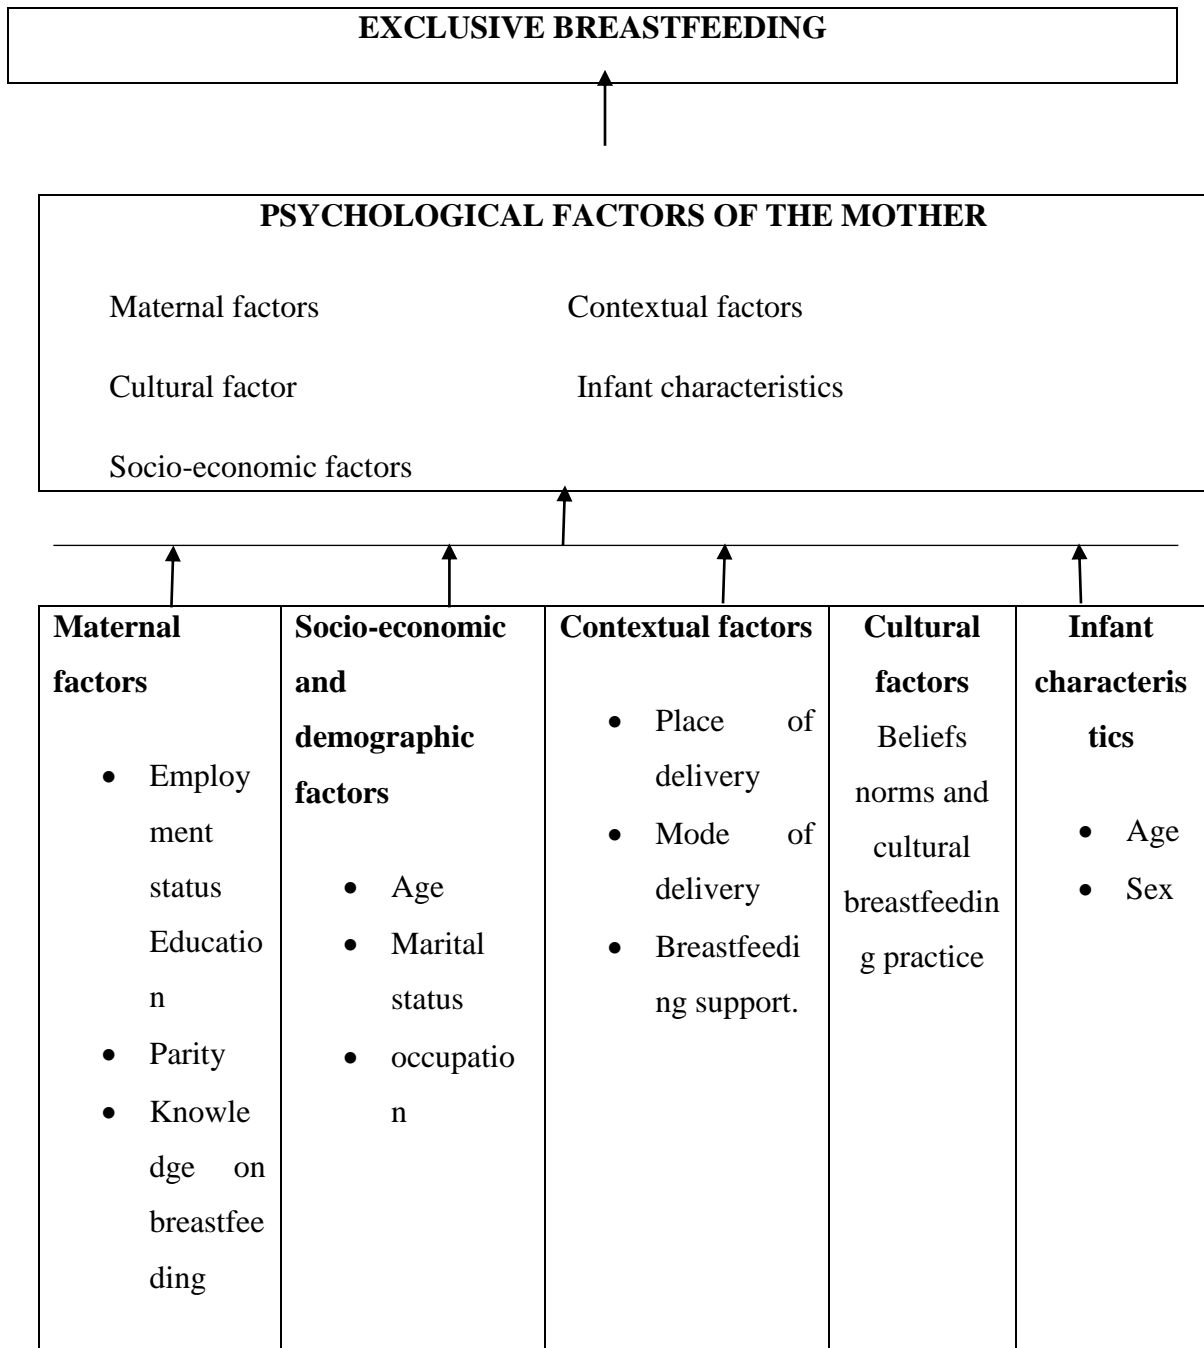 EXCLUSIVE BREASTFEEDING
PSYCHOLOGICAL FACTORS OF THE MOTHER
Maternal factors Contextual factors
Cultural factor Infant characteristics
Socio-economic factors
Maternal
factors
• Employ
ment
status
Educatio
n
• Parity
• Knowle
dge on
breastfee
ding
Socio-economic
and
demographic
factors
• Age
• Marital
status
• occupatio
n
Contextual factors
• Place of
delivery
• Mode of
delivery
• Breastfeedi
ng support.
Cultural
factors
Beliefs
norms and
cultural
breastfeedin
g practice
Infant
characteris
tics
• Age
• Sex